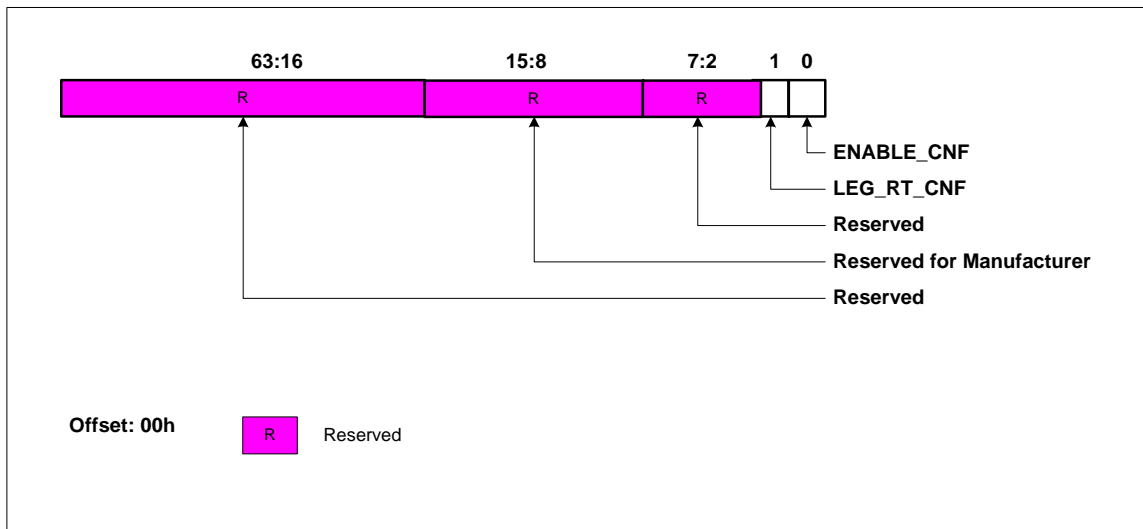 63:16 15:8 7:2 1 0
R R R
ENABLE_CNF
LEG_RT_CNF
Reserved
Reserved for Manufacturer
Reserved
Offset: 00h R Reserved